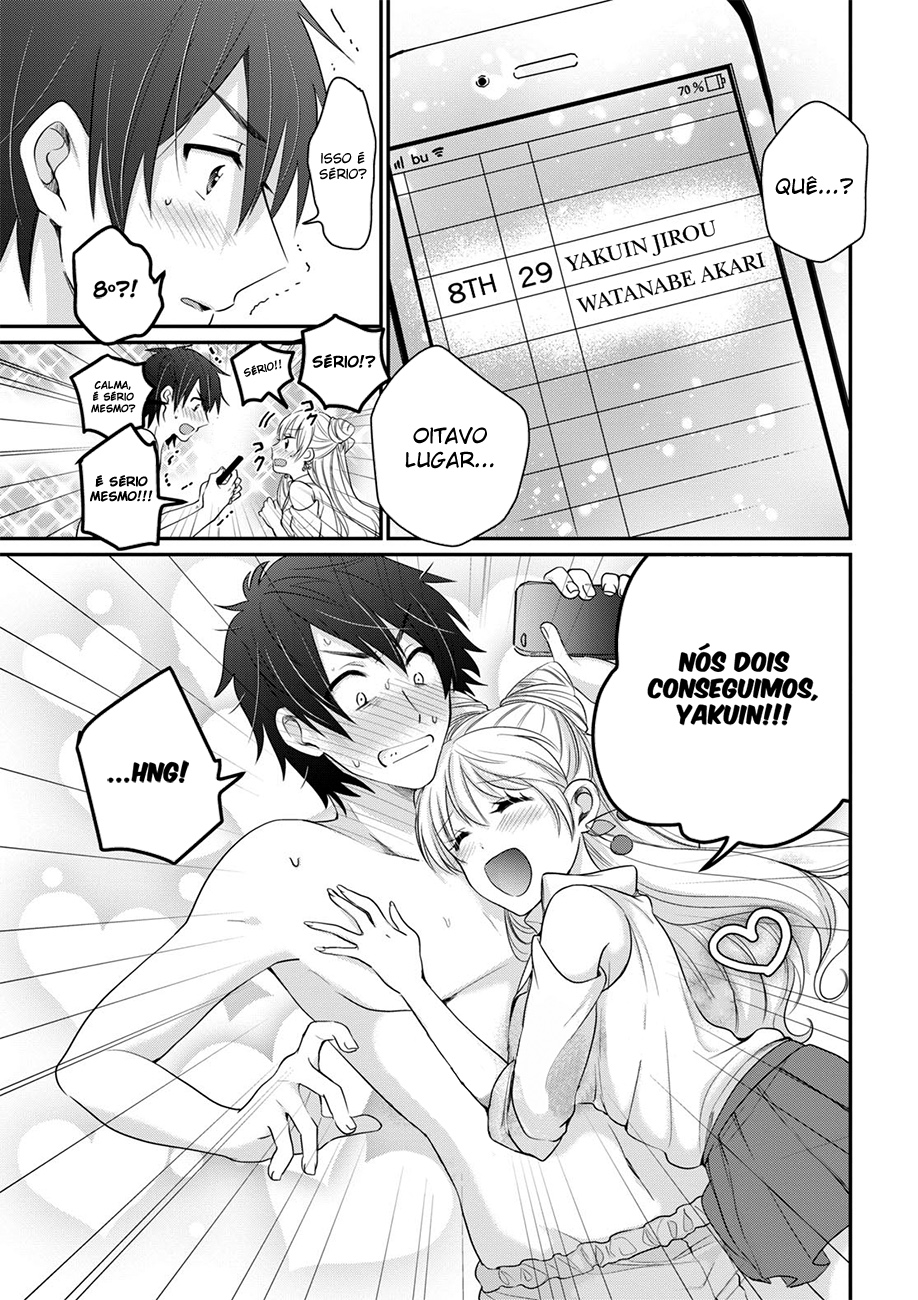 70%
bu
QUÊ...?
8TH
29
YAKUIN JIROU
WATANABE AKARI
OITAVO
LUGAR...
ISSO É
SÉRIO?
8º?!
SÉRIO!?
SÉRIO!!
CALMA,
É SÉRIO
MESMO?
É SÉRIO
MESMO!!!
NÓS DOIS
CONSEGUIMOS,
YAKUIN!!!
...HNG!